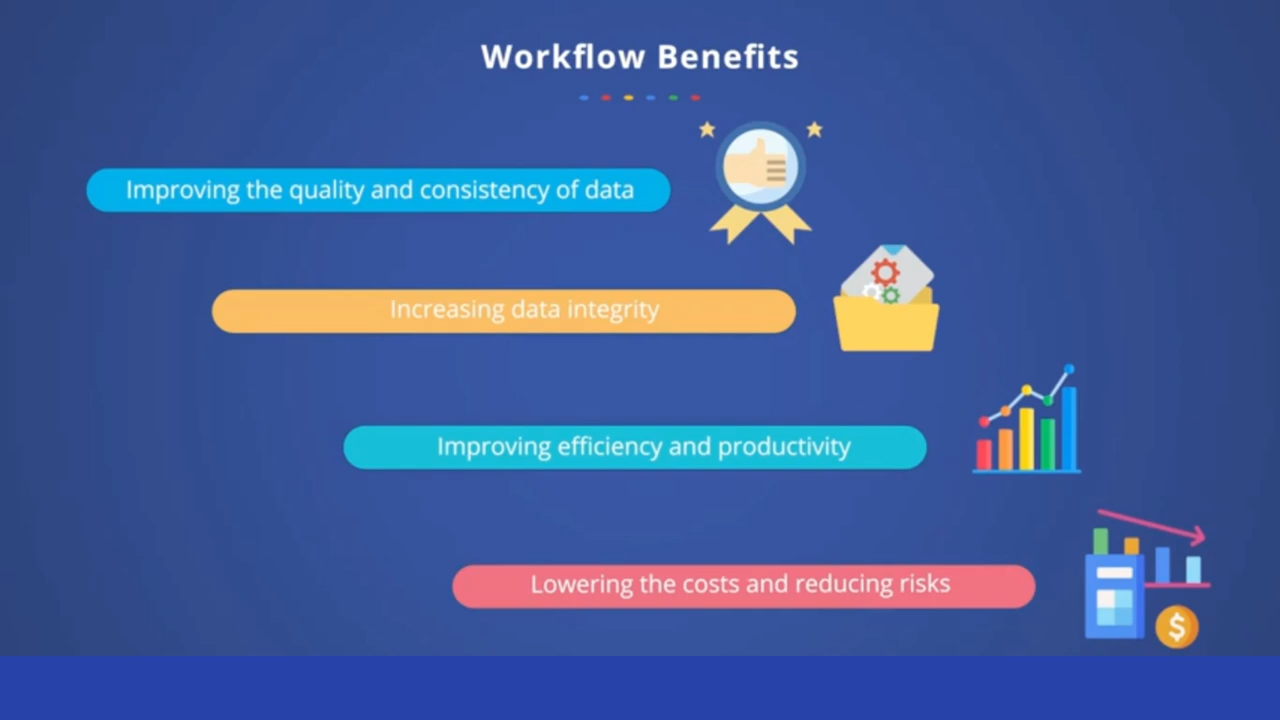 Workflow Benefits
Improving the quality and consistency of data
Increasing data integrity
Improving efficiency and productivity
Lowering the costs and reducing risks
$